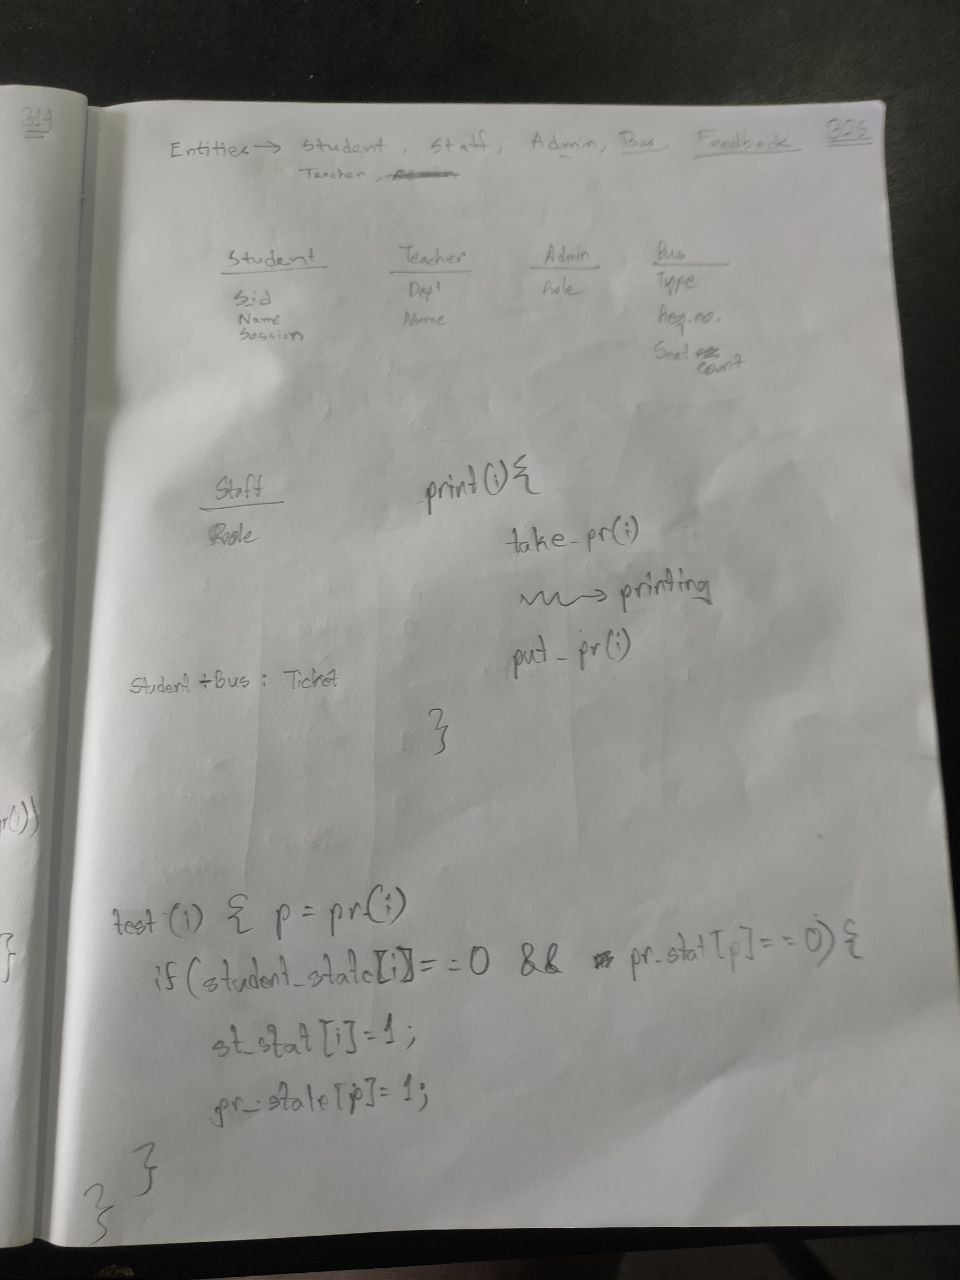 314
325
Entities → Student, Staff, Admin, Bus, Feedback
Teacher,
Student
Sid
Name
Session
Teacher
Dept
Name
Admin
Role
Bus
Type
Reg. no.
Seat count
Staff
Role
print(i){
take_pr(i)
→ printing
put_pr(i)
}
Student + Bus : Ticket
r(i))
}
test(i) { p = pr(i)
if(student_state[i]==0 && pr_stat[p]==0){
st_stat[i]=1;
pr_state[p]=1;
}
}